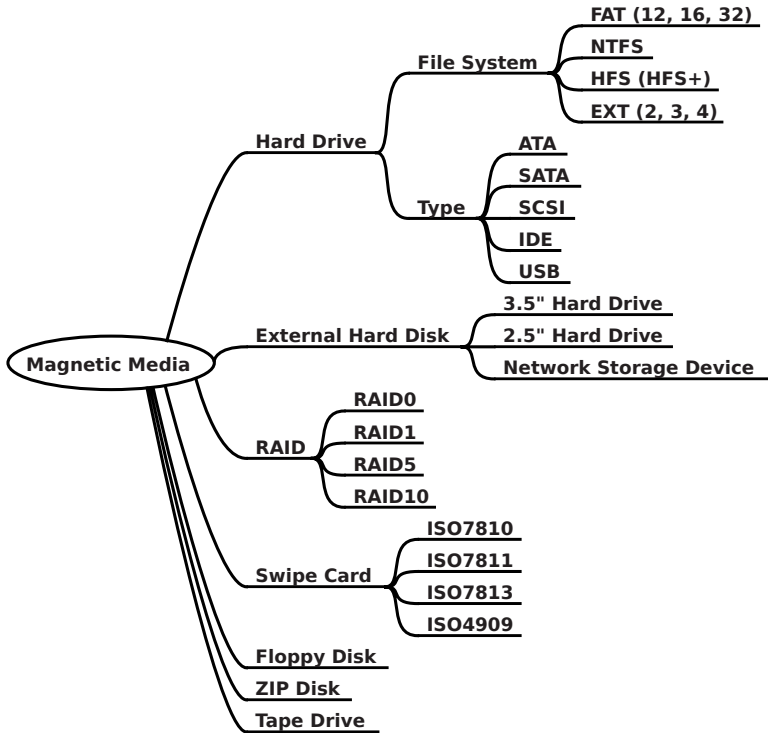 Magnetic Media
Hard Drive
File System
FAT (12, 16, 32)
NTFS
HFS (HFS+)
EXT (2, 3, 4)
Type
ATA
SATA
SCSI
IDE
USB
External Hard Disk
3.5" Hard Drive
2.5" Hard Drive
Network Storage Device
RAID
RAID0
RAID1
RAID5
RAID10
Swipe Card
ISO7810
ISO7811
ISO7813
ISO4909
Floppy Disk
ZIP Disk
Tape Drive